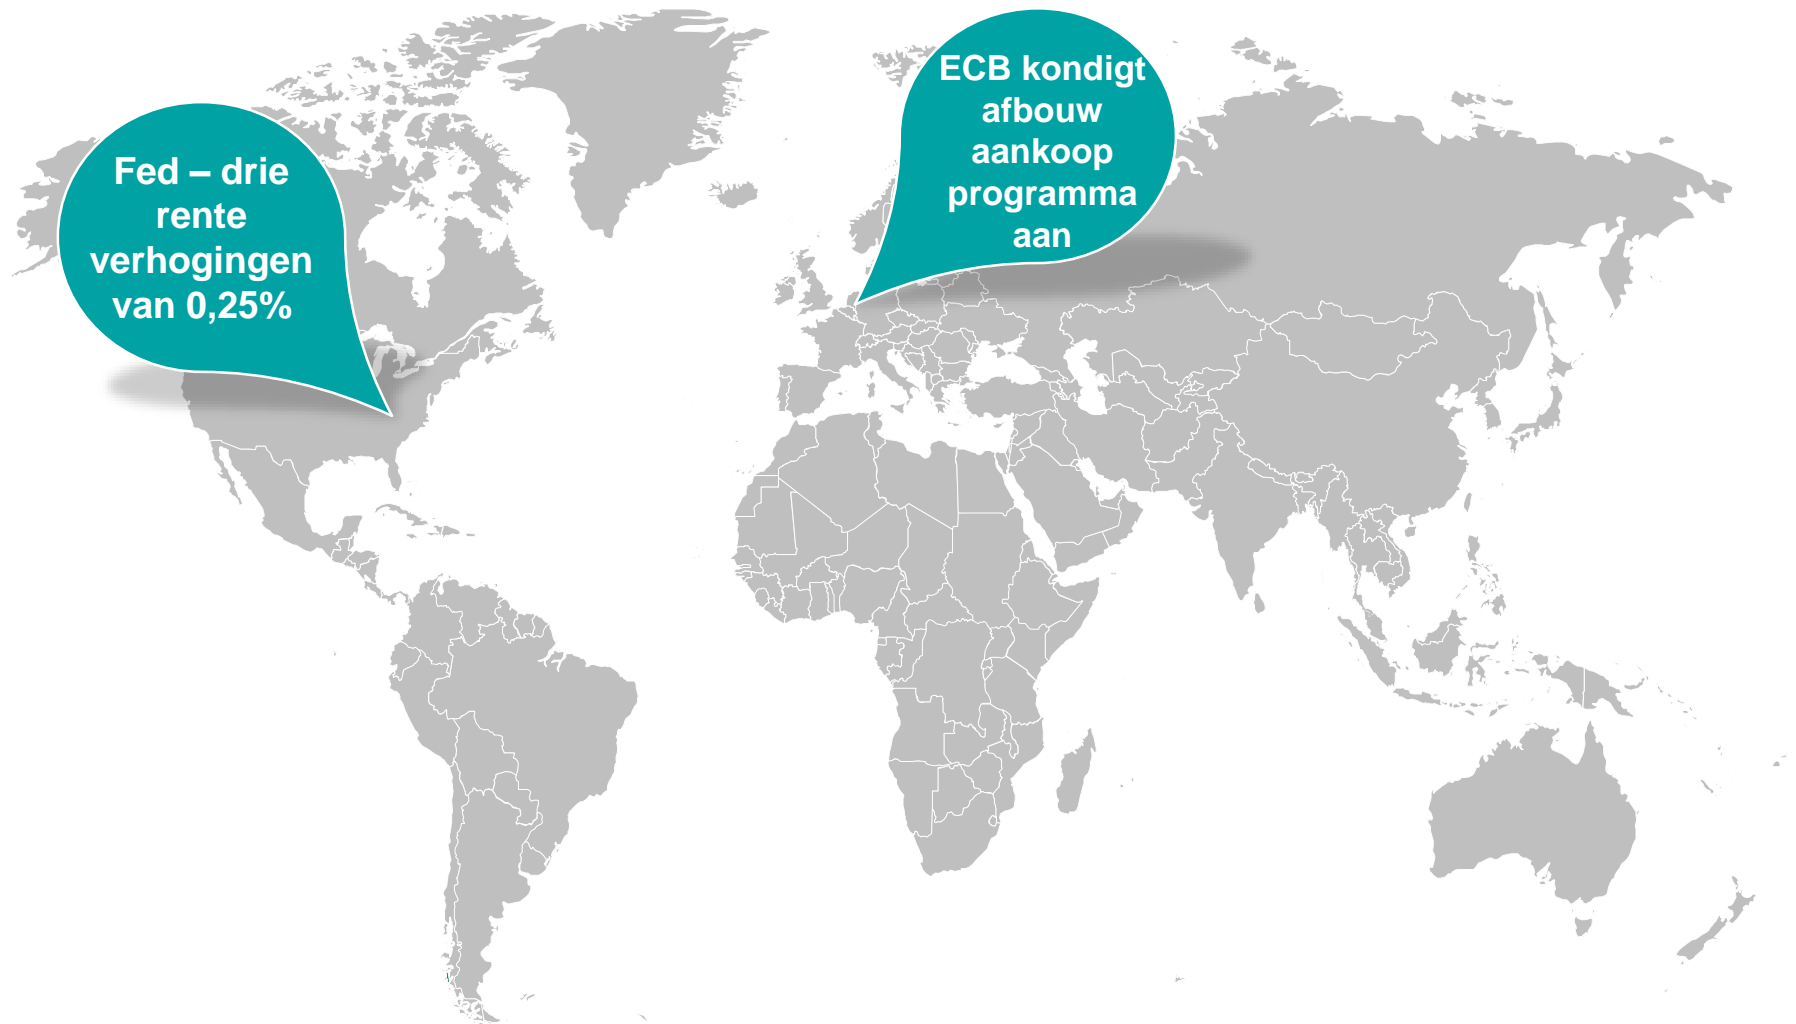 Fed – drie
rente
verhogingen
van 0,25%
ECB kondigt
afbouw
aankoop
programma
aan